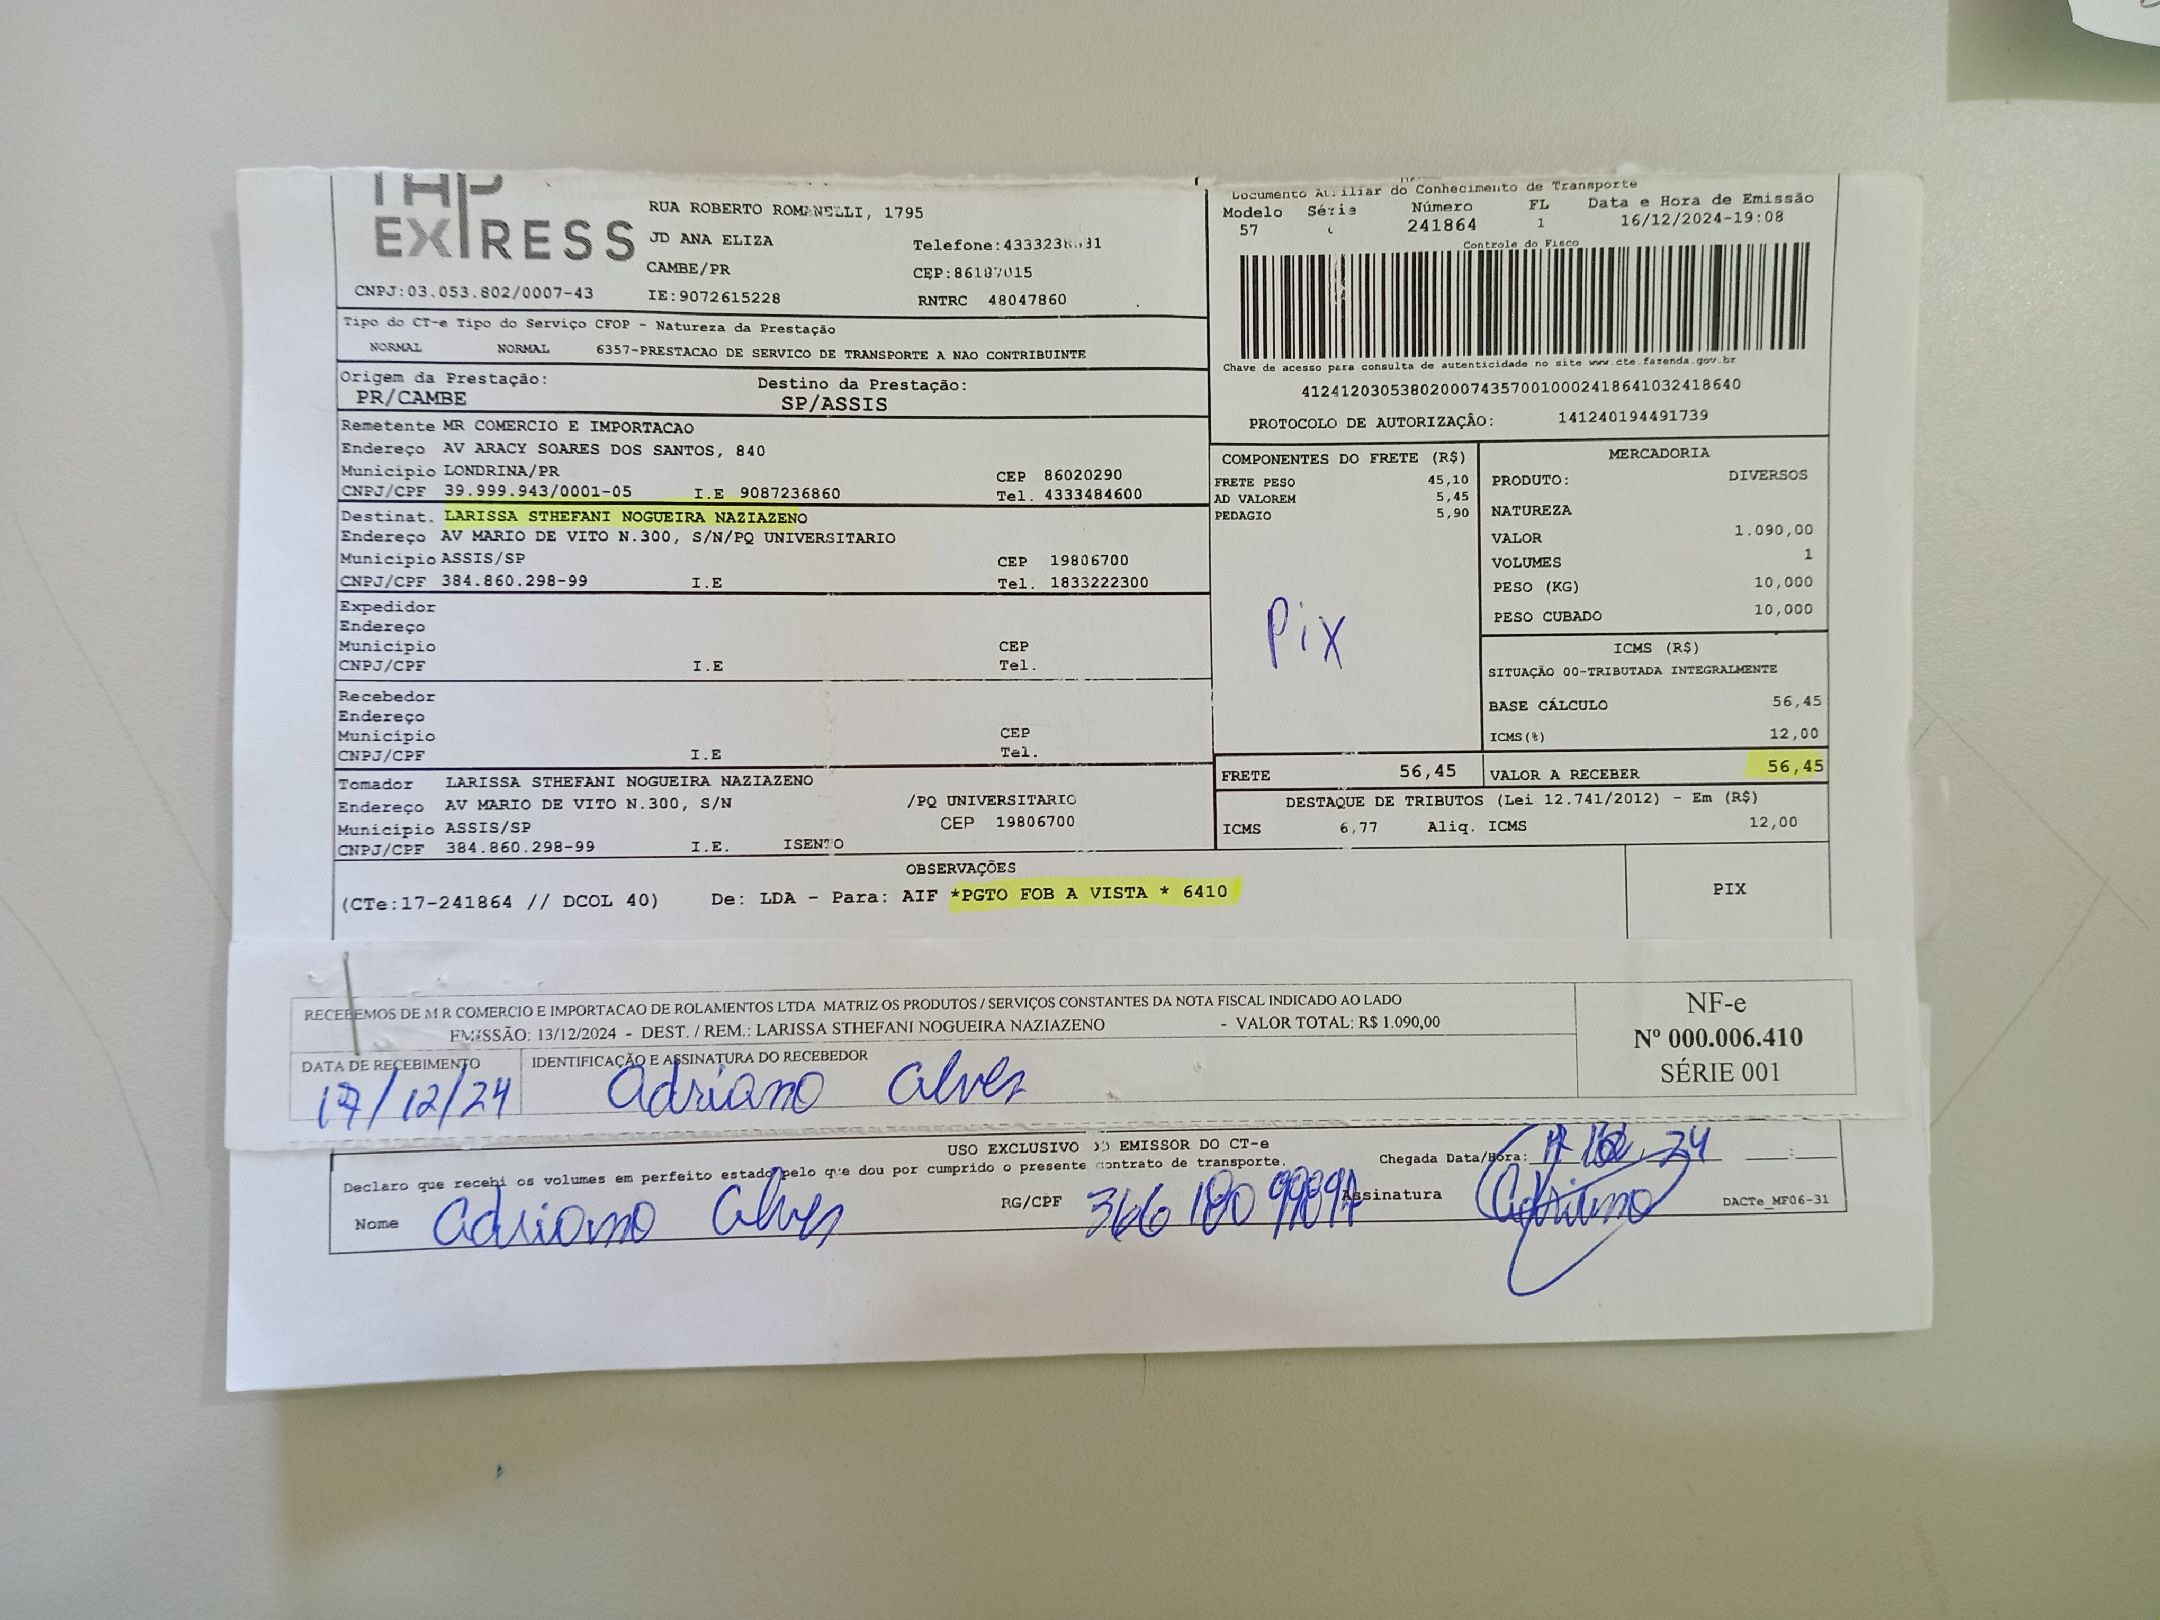 EXPRESS
RUA ROBERTO ROMANELLI, 1795
JD ANA ELIZA
CAMBE/PR
CEP:86187015
CNPJ:03.053.802/0007-43
IE:9072615228
RNTRC 48047860
Documento Auxiliar do Conhecimento de Transporte
Modelo Série Número FL Data e Hora de Emissão
57 241864 1 16/12/2024-19:08
Controle do Fisco
Chave de acesso para consulta de autenticidade no site www.cte.fazenda.gov.br
41241203053802000743570010002418641032418640
PROTOCOLO DE AUTORIZAÇÃO: 141240194491739
Tipo do CT-e Tipo do Serviço CFOP - Natureza da Prestação
NORMAL NORMAL 6357-PRESTACAO DE SERVICO DE TRANSPORTE A NAO CONTRIBUINTE
Origem da Prestação: Destino da Prestação:
PR/CAMBE SP/ASSIS
Remetente MR COMERCIO E IMPORTACAO
Endereço AV ARACY SOARES DOS SANTOS, 840
Município LONDRINA/PR CEP 86020290
CNPJ/CPF 39.999.943/0001-05 I.E 9087236860 Tel. 4333484600
Destinat. LARISSA STHEFANI NOGUEIRA NAZIAZENO
Endereço AV MARIO DE VITO N.300, S/N/PQ UNIVERSITARIO
Município ASSIS/SP CEP 19806700
CNPJ/CPF 384.860.298-99 I.E Tel. 1833222300
Expedidor
Endereço
Município CEP
CNPJ/CPF I.E Tel.
Recebedor
Endereço
Município CEP
CNPJ/CPF I.E Tel.
Tomador LARISSA STHEFANI NOGUEIRA NAZIAZENO
Endereço AV MARIO DE VITO N.300, S/N /PQ UNIVERSITARIO
Município ASSIS/SP CEP 19806700
CNPJ/CPF 384.860.298-99 I.E. ISENTO
COMPONENTES DO FRETE (R$)
FRETE PESO 45,10
AD VALOREM 5,45
PEDAGIO 5,90
Pix
MERCADORIA
PRODUTO: DIVERSOS
NATUREZA
VALOR 1.090,00
VOLUMES 1
PESO (KG) 10,000
PESO CUBADO 10,000
ICMS (R$)
SITUAÇÃO 00-TRIBUTADA INTEGRALMENTE
BASE CÁLCULO 56,45
ICMS(%) 12,00
FRETE 56,45 VALOR A RECEBER 56,45
DESTAQUE DE TRIBUTOS (Lei 12.741/2012) - Em (R$)
ICMS 6,77 Aliq. ICMS 12,00
OBSERVAÇÕES
(CTe:17-241864 // DCOL 40) De: LDA - Para: AIF *PGTO FOB A VISTA * 6410
PIX
RECEBEMOS DE M R COMERCIO E IMPORTACAO DE ROLAMENTOS LTDA MATRIZ OS PRODUTOS / SERVIÇOS CONSTANTES DA NOTA FISCAL INDICADO AO LADO
EMISSÃO: 13/12/2024 - DEST. / REM.: LARISSA STHEFANI NOGUEIRA NAZIAZENO - VALOR TOTAL: R$ 1.090,00
DATA DE RECEBIMENTO IDENTIFICAÇÃO E ASSINATURA DO RECEBEDOR
17/12/24 Adriano Alves
NF-e
Nº 000.006.410
SÉRIE 001
USO EXCLUSIVO DO EMISSOR DO CT-e
Declaro que recebi os volumes em perfeito estado pelo que dou por cumprido o presente contrato de transporte.
Chegada Data/Hora: 24 __:__
Nome Adriano Alves RG/CPF 366 180 Assinatura Adriano
DACTe_MF06-31